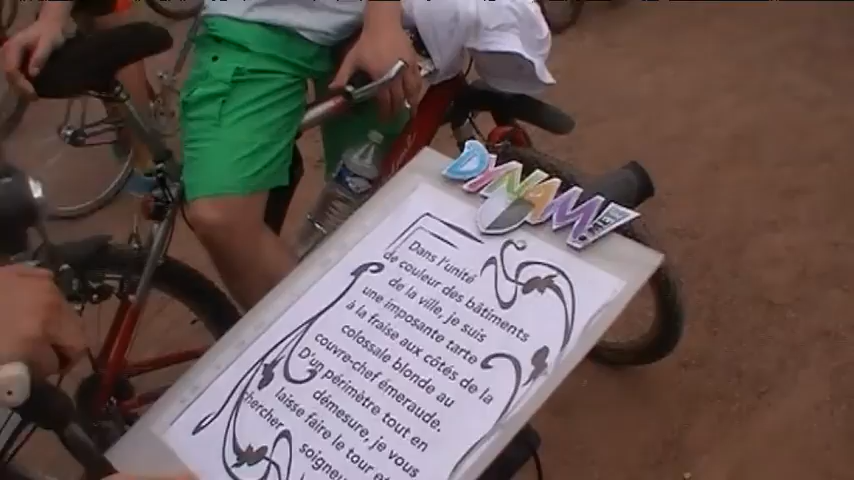 DYNAM!
Dans l'unité
de couleur des bâtiments
de la ville, je suis
une imposante tarte
à la fraise aux côtés de la
colossale blonde au
couvre-chef émeraude.
D'un périmètre tout en
démesure, je vous
laisse faire le tour et
chercher